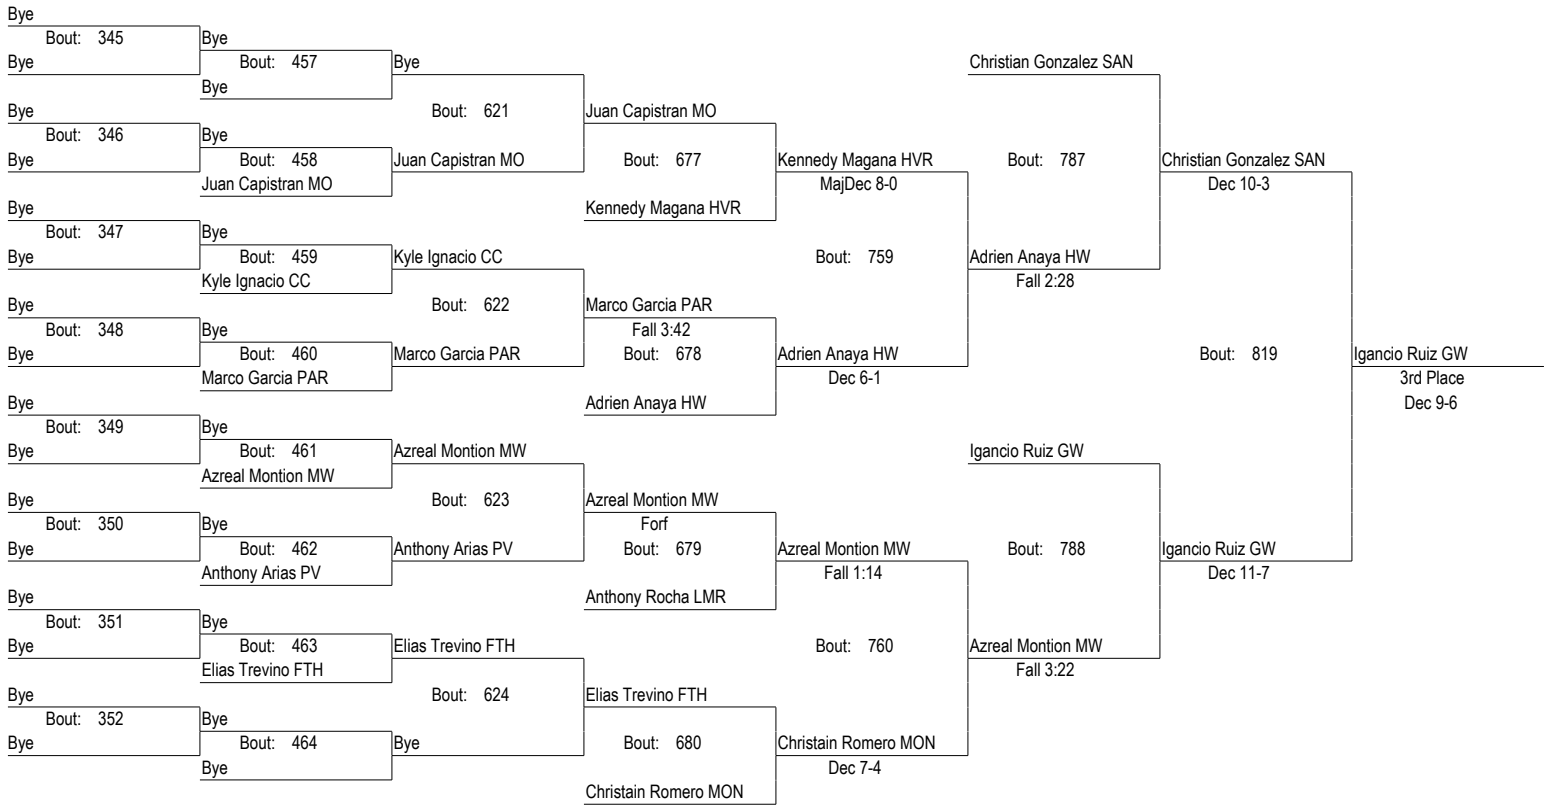 Bye
Bout: 345 Bye
Bye Bout: 457 Bye Christian Gonzalez SAN
Bye
Bye Bout: 621 Juan Capistran MO
Bout: 346 Bye
Bye Bout: 458 Juan Capistran MO Bout: 677 Kennedy Magana HVR Bout: 787 Christian Gonzalez SAN
Juan Capistran MO MajDec 8-0 Dec 10-3
Bye Kennedy Magana HVR
Bout: 347 Bye
Bye Bout: 459 Kyle Ignacio CC Bout: 759 Adrien Anaya HW
Kyle Ignacio CC Fall 2:28
Bye Bout: 622 Marco Garcia PAR
Bout: 348 Bye Fall 3:42
Bye Bout: 460 Marco Garcia PAR Bout: 678 Adrien Anaya HW Bout: 819 Igancio Ruiz GW
Marco Garcia PAR Dec 6-1 3rd Place
Bye Adrien Anaya HW Dec 9-6
Bout: 349 Bye
Bye Bout: 461 Azreal Montion MW Igancio Ruiz GW
Azreal Montion MW
Bye Bout: 623 Azreal Montion MW
Bout: 350 Bye Forf
Bye Bout: 462 Anthony Arias PV Bout: 679 Azreal Montion MW Bout: 788 Igancio Ruiz GW
Anthony Arias PV Fall 1:14 Dec 11-7
Bye Anthony Rocha LMR
Bout: 351 Bye
Bye Bout: 463 Elias Trevino FTH Bout: 760 Azreal Montion MW
Elias Trevino FTH Fall 3:22
Bye Bout: 624 Elias Trevino FTH
Bout: 352 Bye
Bye Bout: 464 Bye Bout: 680 Christain Romero MON
Bye Dec 7-4
Christain Romero MON